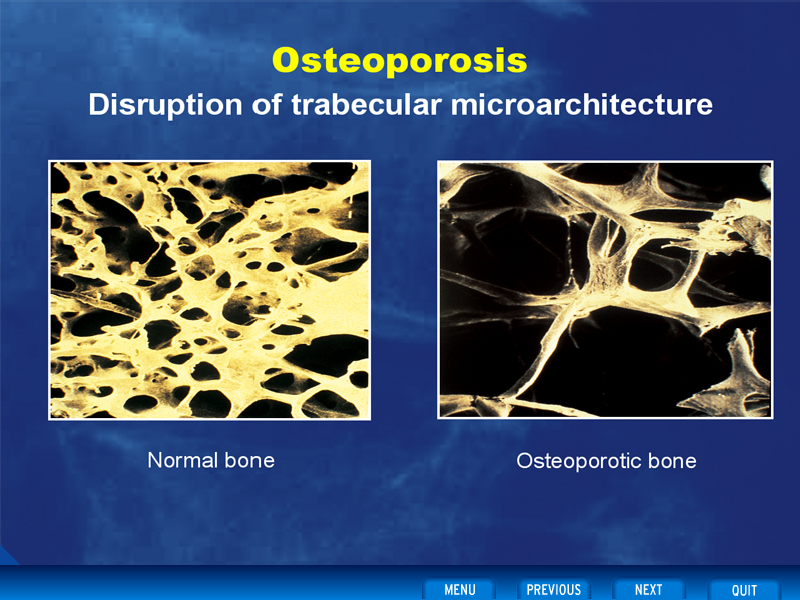 Osteoporosis
Disruption of trabecular microarchitecture
Normal bone
Osteoporotic bone
MENU
PREVIOUS
NEXT
QUIT